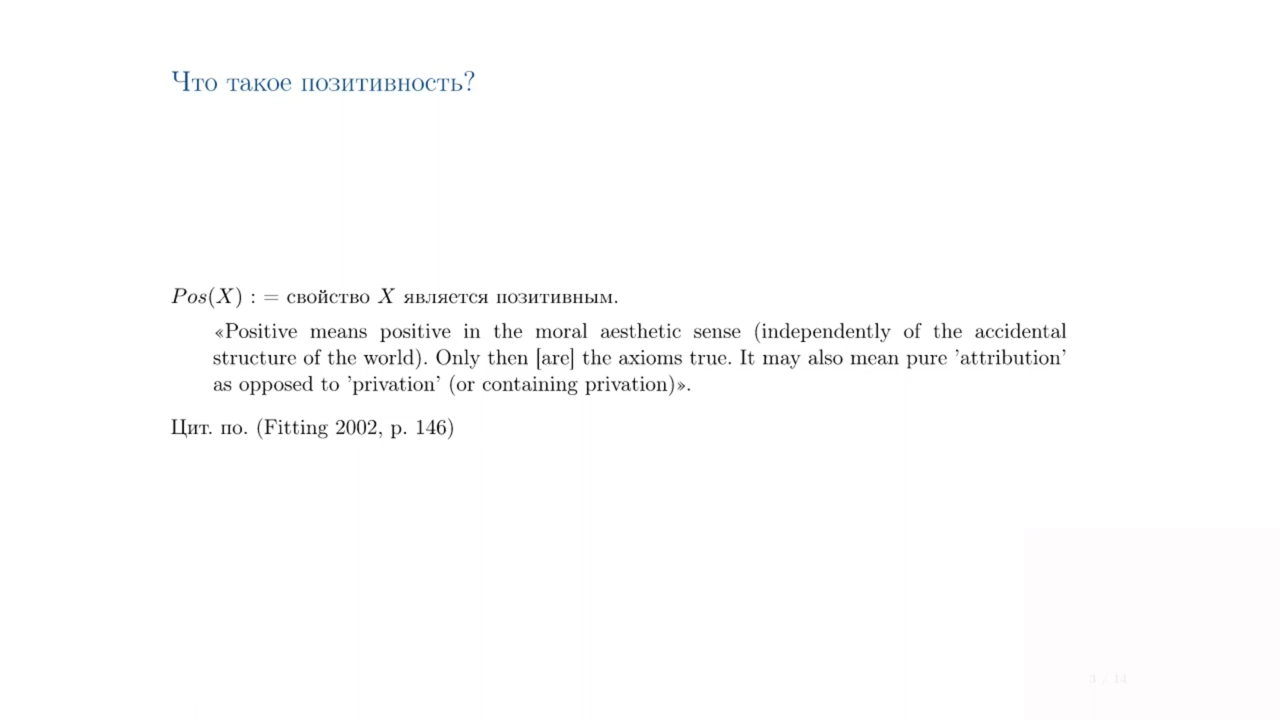 Что такое позитивность?
Pos(X) : = свойство X является позитивным.
«Positive means positive in the moral aesthetic sense (independently of the accidental
structure of the world). Only then [are] the axioms true. It may also mean pure ’attribution’
as opposed to ’privation’ (or containing privation)».
Цит. по. (Fitting 2002, p. 146)
3 / 14